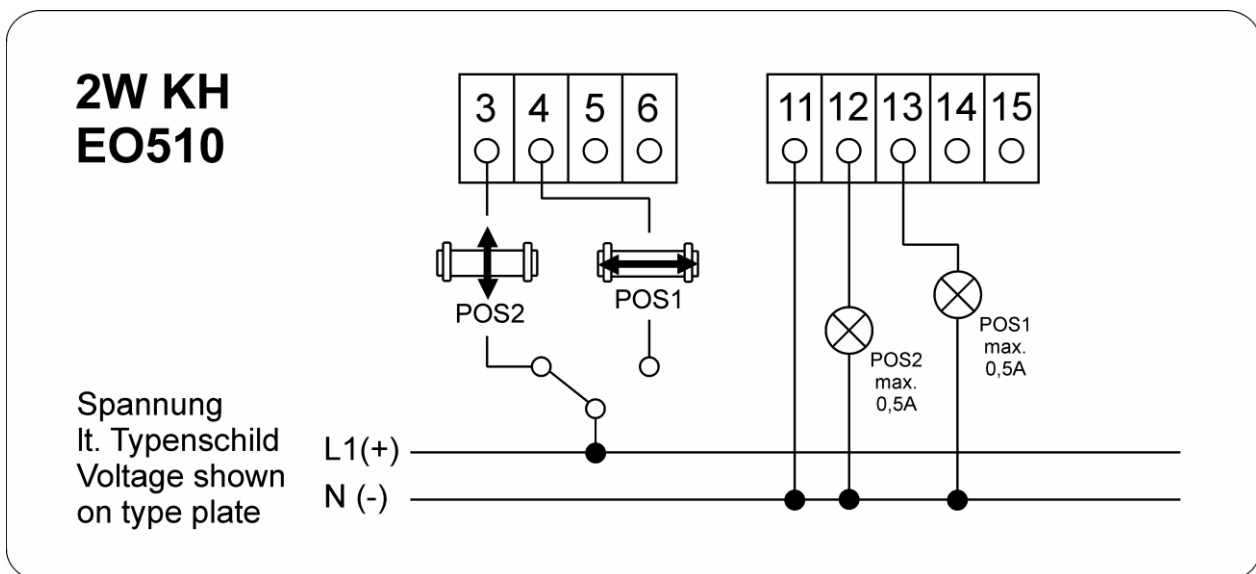 2W KH
EO510
3 4 5 6
11 12 13 14 15
POS2
POS1
POS1
max.
0,5A
POS2
max.
0,5A
Spannung
lt. Typenschild
Voltage shown
on type plate
L1(+)
N (-)